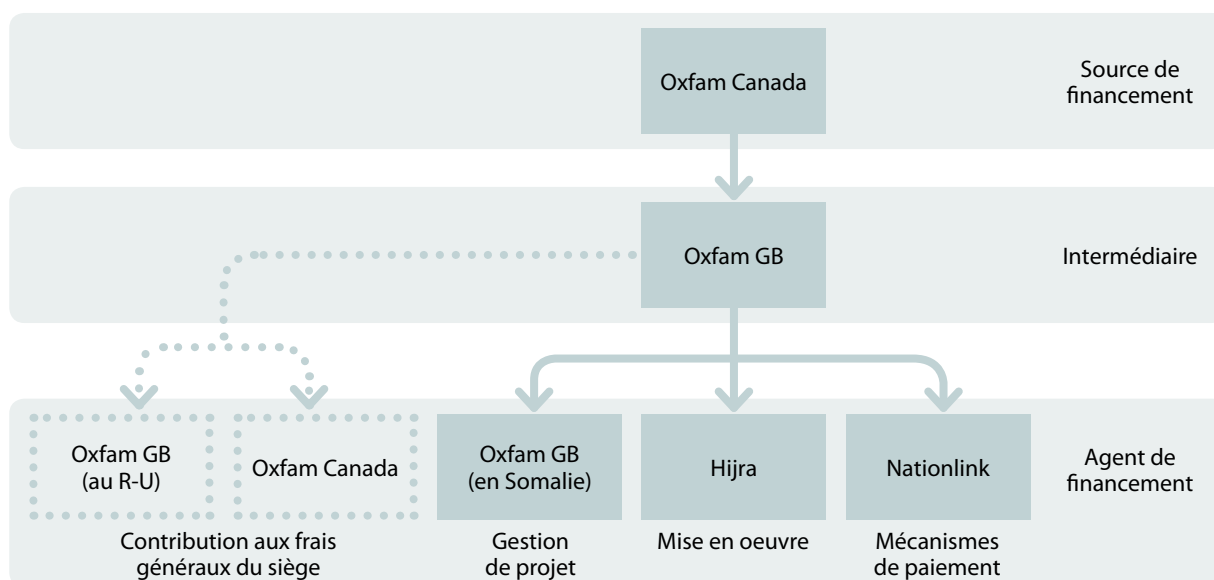 Oxfam Canada
Source de
financement
Oxfam GB
Intermédiaire
Oxfam GB
(au R-U)
Oxfam Canada
Oxfam GB
(en Somalie)
Hijra
Nationlink
Agent de
financement
Contribution aux frais
généraux du siège
Gestion
de projet
Mise en oeuvre
Mécanismes
de paiement